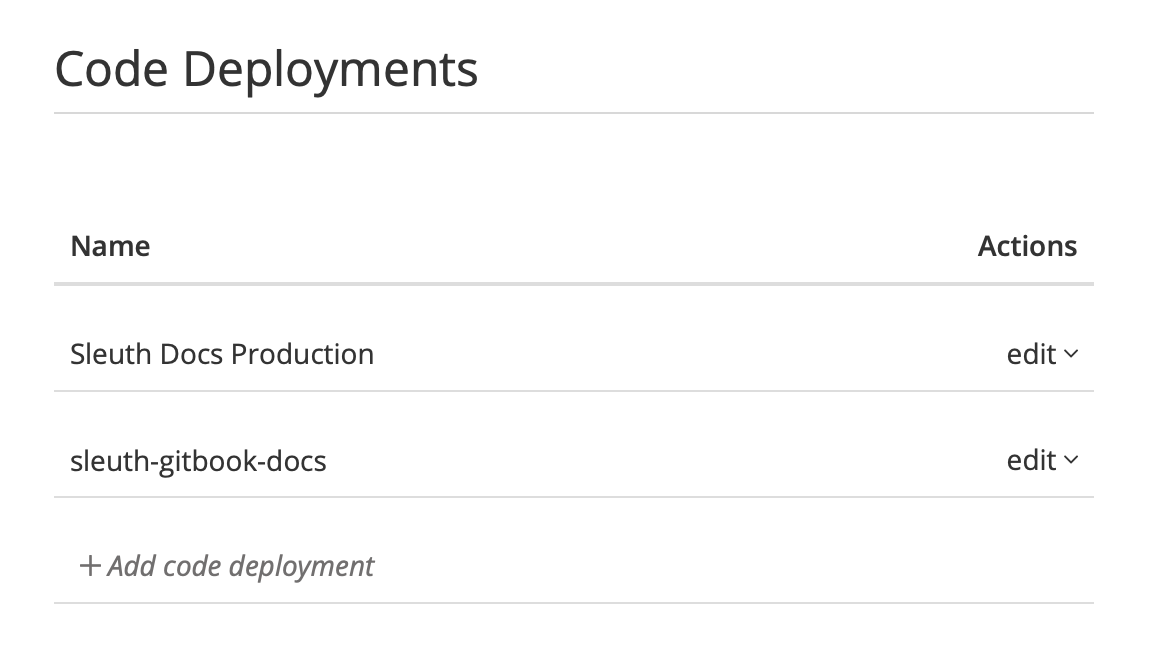 Code Deployments
Name Actions
Sleuth Docs Production edit
sleuth-gitbook-docs edit
+ Add code deployment